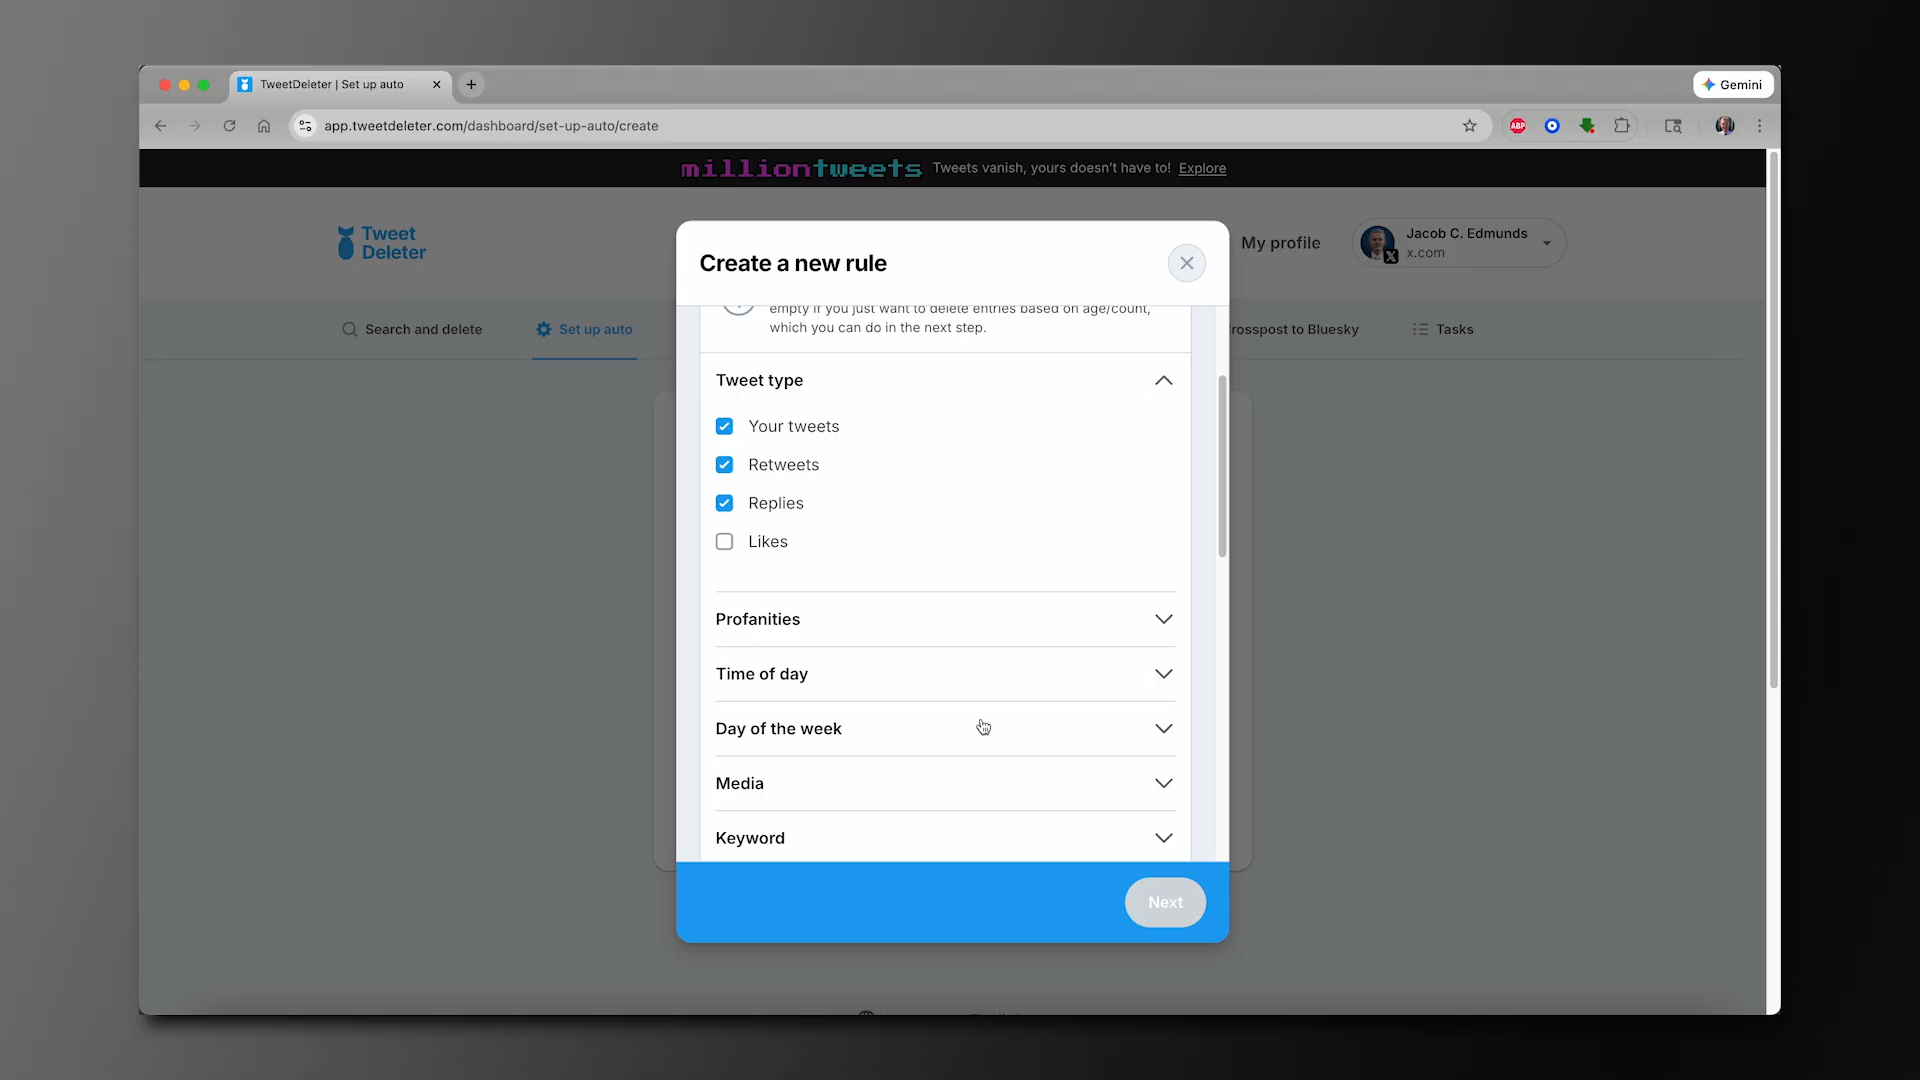 TweetDeleter | Set up auto
Gemini
app.tweetdeleter.com/dashboard/set-up-auto/create
ABP
milliontweets Tweets vanish, yours doesn't have to! Explore
Tweet
Deleter
My profile
Jacob C. Edmunds
x.com
Search and delete
Set up auto
rosspost to Bluesky
Tasks
Create a new rule
empty if you just want to delete entries based on age/count,
which you can do in the next step.
Tweet type
Your tweets
Retweets
Replies
Likes
Profanities
Time of day
Day of the week
Media
Keyword
Next